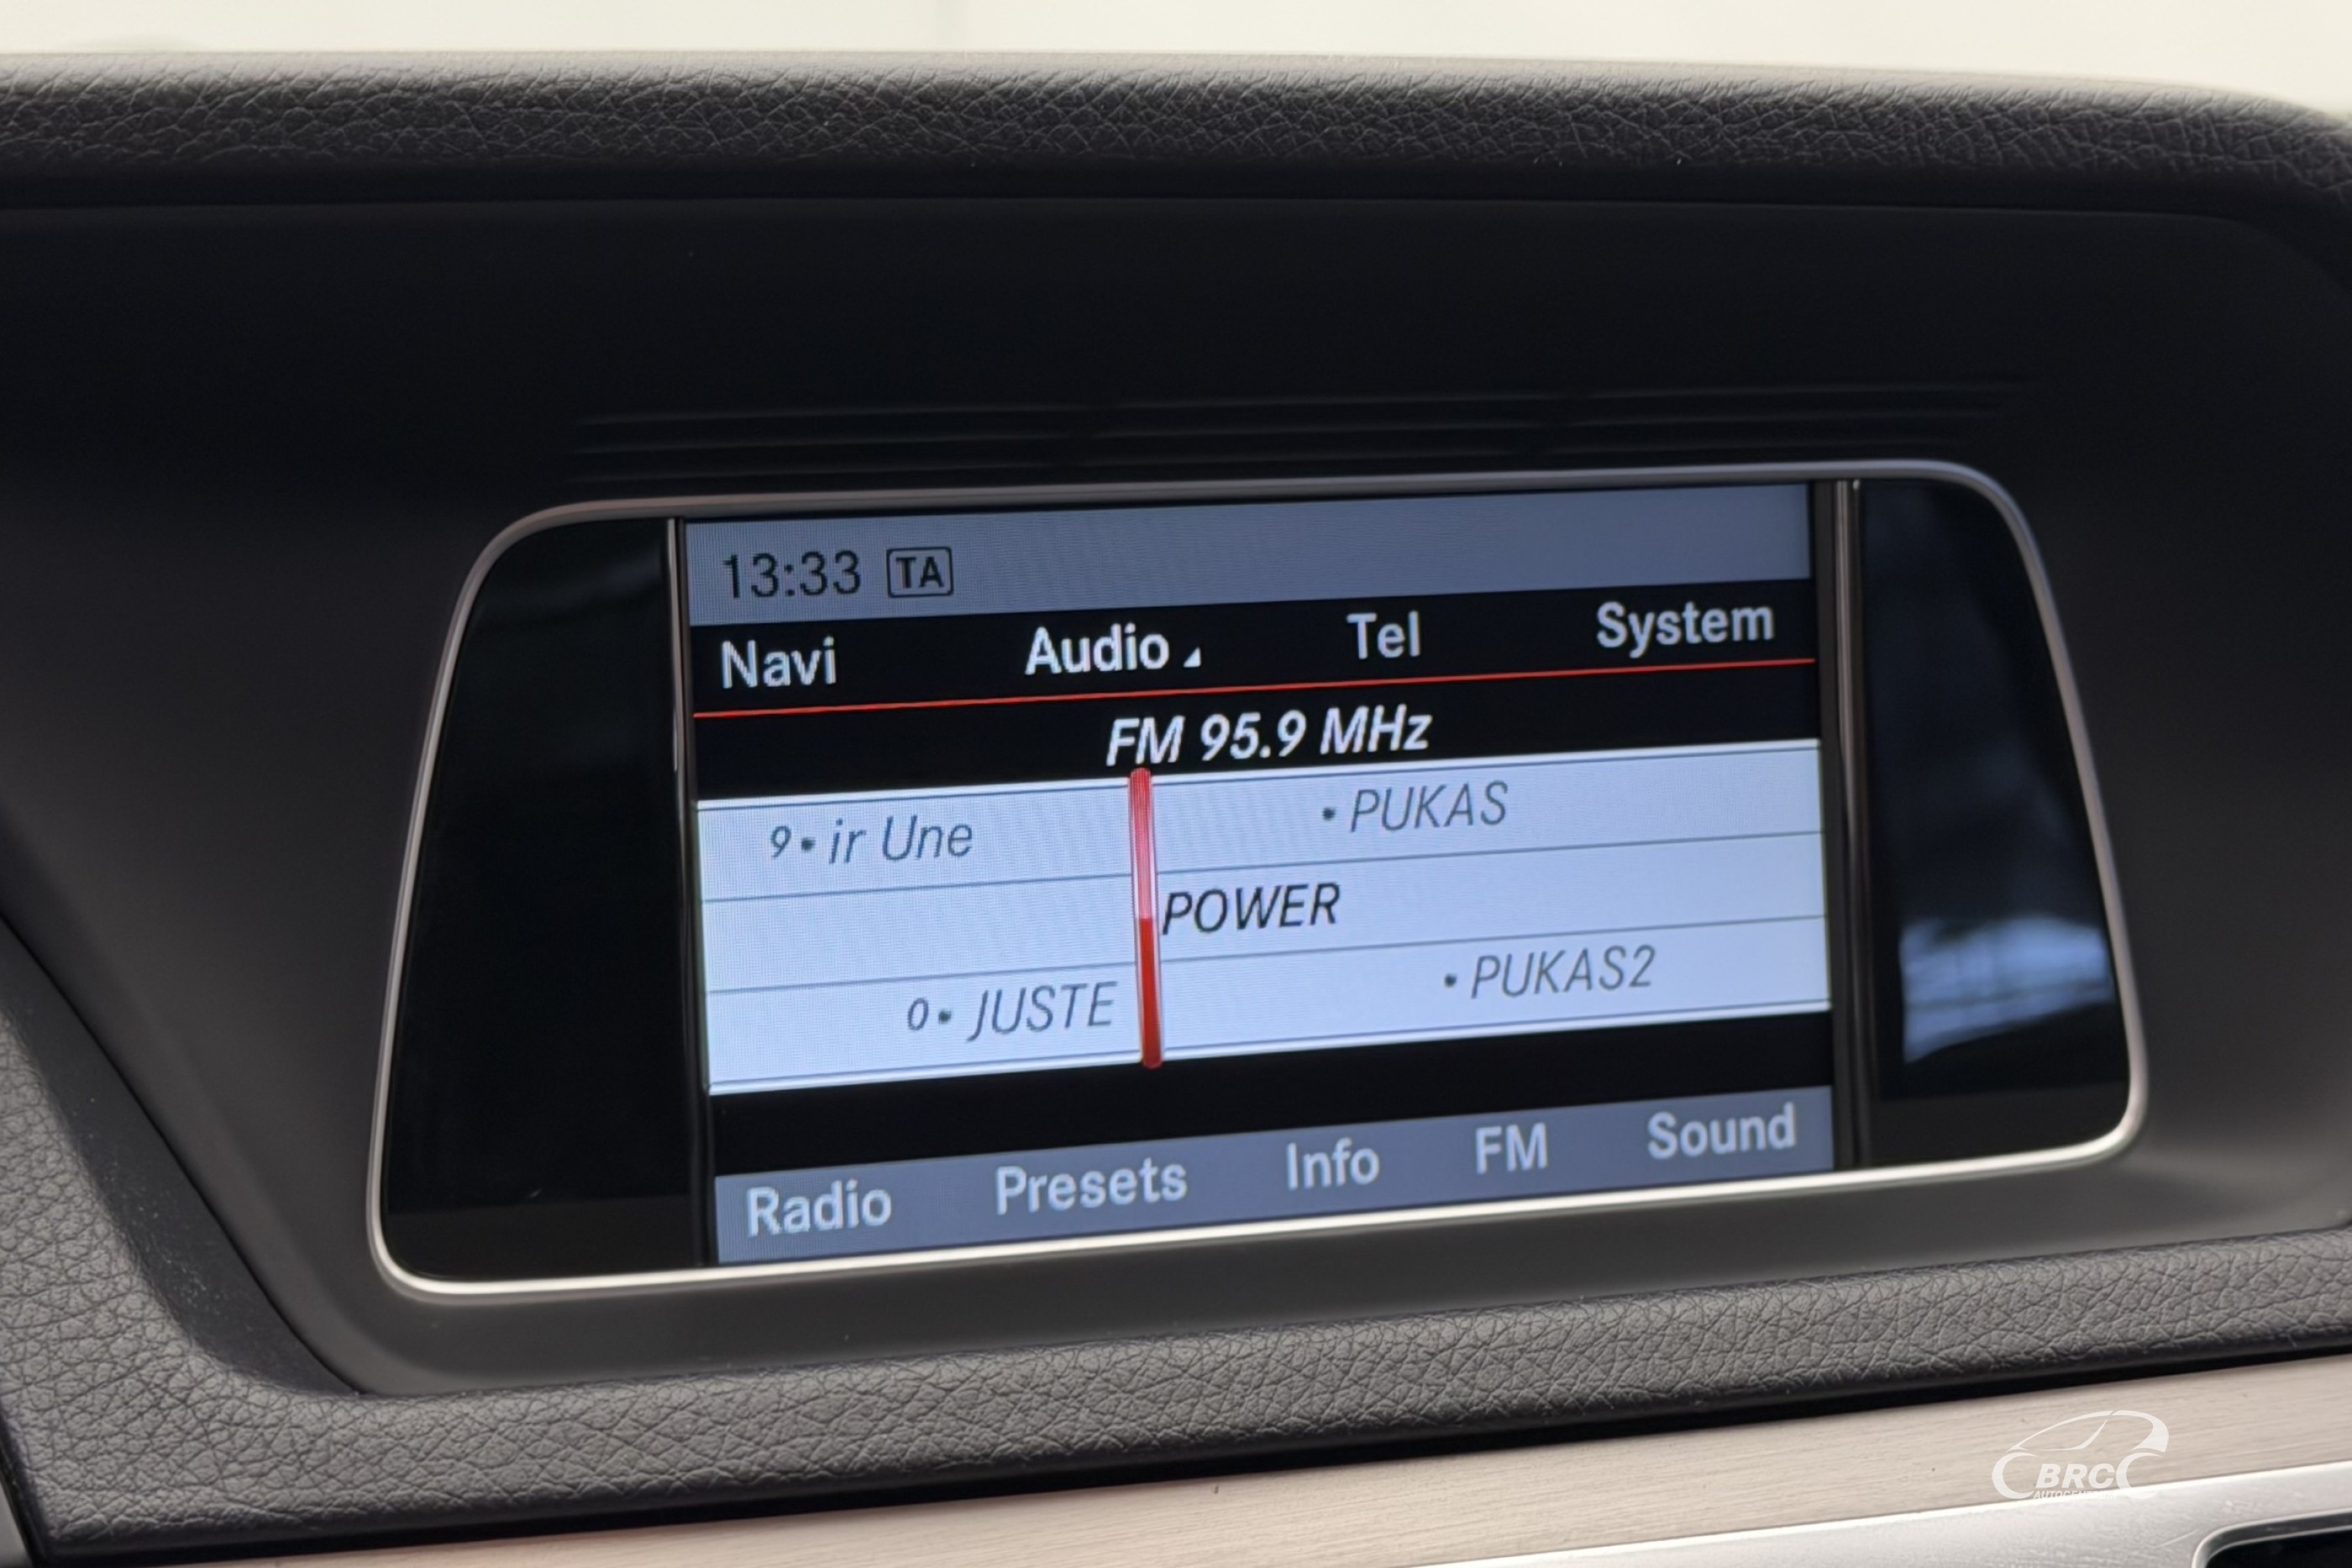 13:33 TA
Navi Audio Tel System
FM 95.9 MHz
9• ir Une •PUKAS
POWER
0• JUSTE •PUKAS2
Radio Presets Info FM Sound
BRC